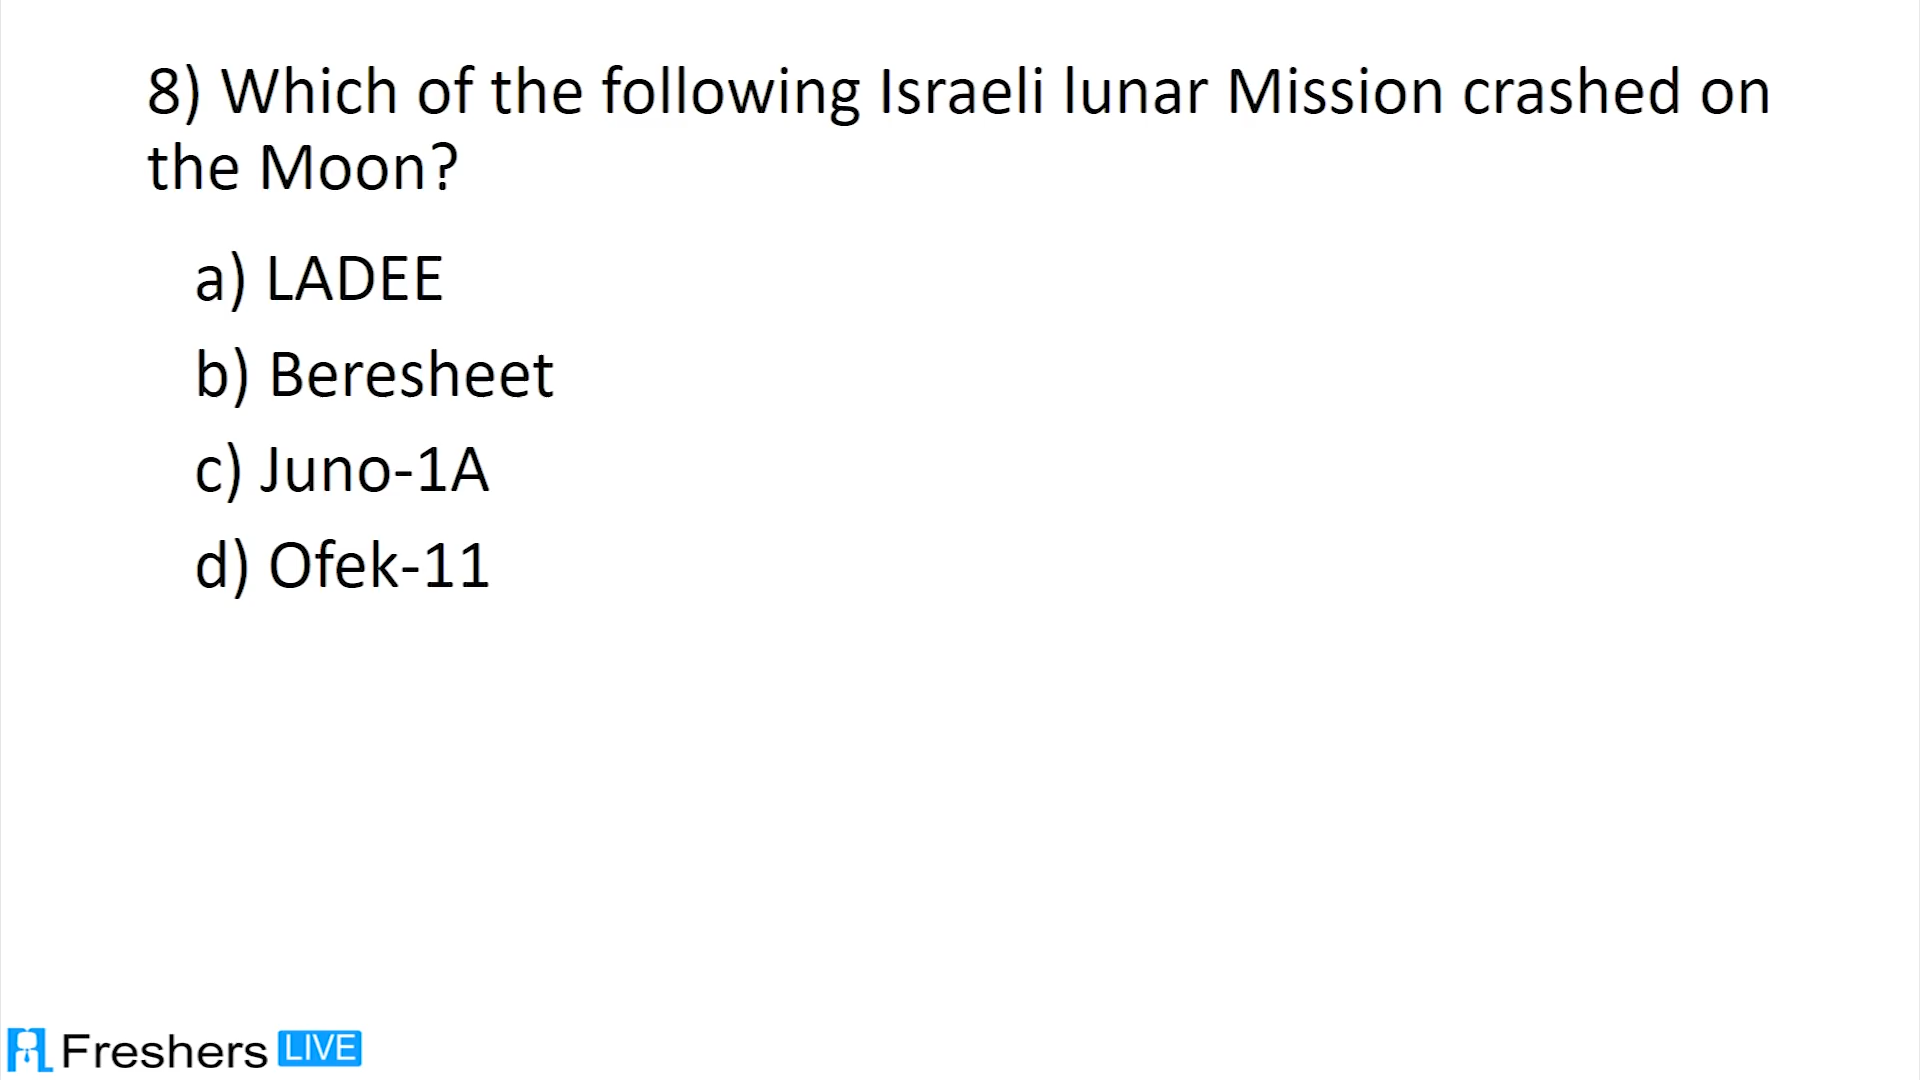 8) Which of the following Israeli lunar Mission crashed on
the Moon?
a) LADEE
b) Beresheet
c) Juno-1A
d) Ofek-11
Freshers LIVE